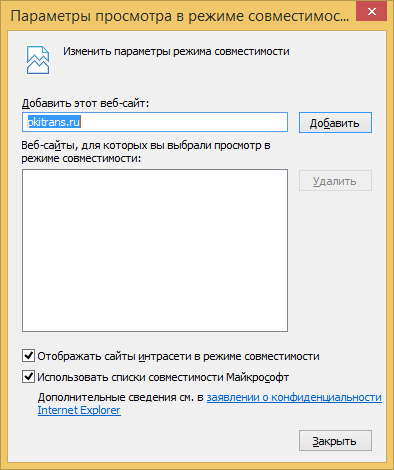 Параметры просмотра в режиме совместимос...
Изменить параметры режима совместимости
Добавить этот веб-сайт:
pkitrans.ru
Добавить
Веб-сайты, для которых вы выбрали просмотр в
режиме совместимости:
Удалить
Отображать сайты интрасети в режиме совместимости
Использовать списки совместимости Майкрософт
Дополнительные сведения см. в заявлении о конфиденциальности
Internet Explorer
Закрыть